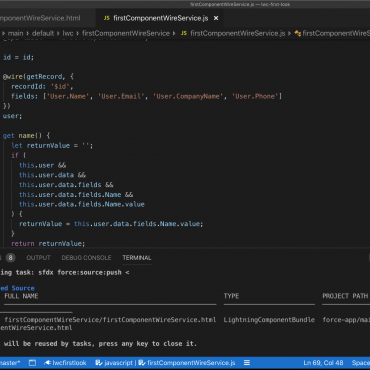 firstComponentWireService.js — lwc-first-task
mponentWireService.html JS firstComponentWireService.js ×
main › default › lwc › firstComponentWireService › JS firstComponentWireService.js › firstComponentWireServ
id = id;
@wire(getRecord, {
recordId: '$id',
fields: ['User.Name', 'User.Email', 'User.CompanyName', 'User.Phone']
})
user;
get name() {
let returnValue = '';
if (
this.user &&
this.user.data &&
this.user.data.fields &&
this.user.data.fields.Name &&
this.user.data.fields.Name.value
) {
returnValue = this.user.data.fields.Name.value;
}
return returnValue;
8 OUTPUT DEBUG CONSOLE TERMINAL
ing task: sfdx force:source:push <
ed Source
FULL NAME TYPE PROJECT PATH
firstComponentWireService/firstComponentWireService.html LightningComponentBundle force-app/mai
entWireService.html
will be reused by tasks, press any key to close it.
master* lwcfirstlook javascript | firstComponentWireService.js Ln 69, Col 48 Space